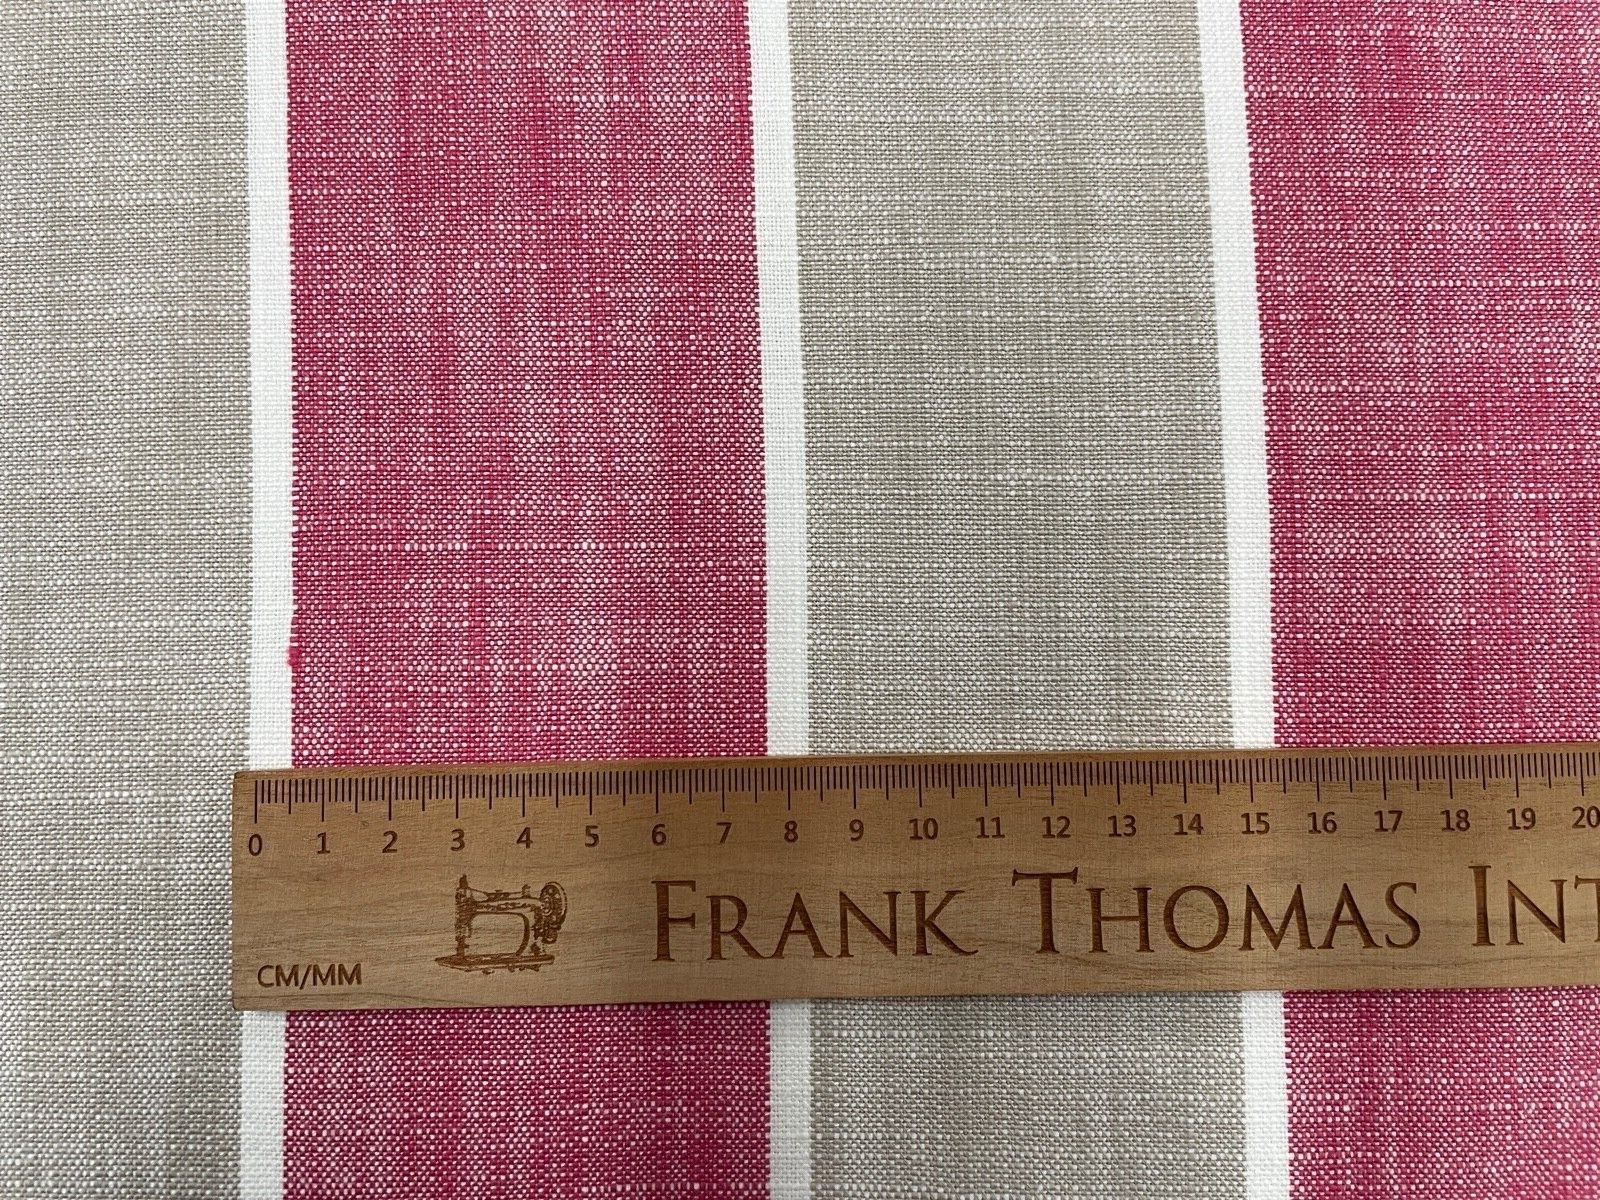 0 1 2 3 4 5 6 7 8 9 10 11 12 13 14 15 16 17 18 19 20
FRANK THOMAS INT
CM/MM